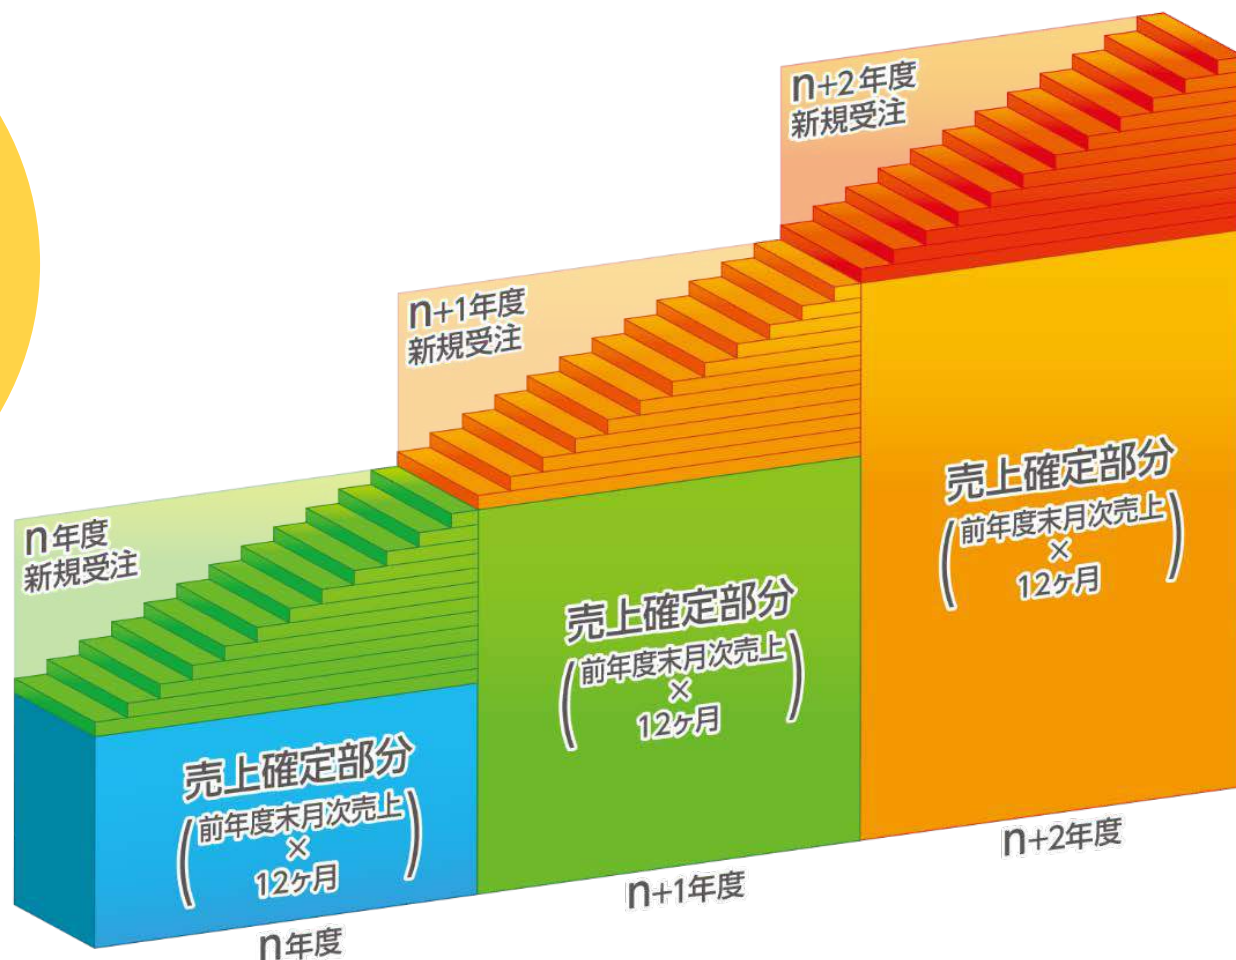 n年度
新規受注
n+1年度
新規受注
n+2年度
新規受注
売上確定部分
(前年度末月次売上
×
12ヶ月)
売上確定部分
(前年度末月次売上
×
12ヶ月)
売上確定部分
(前年度末月次売上
×
12ヶ月)
n年度
n+1年度
n+2年度